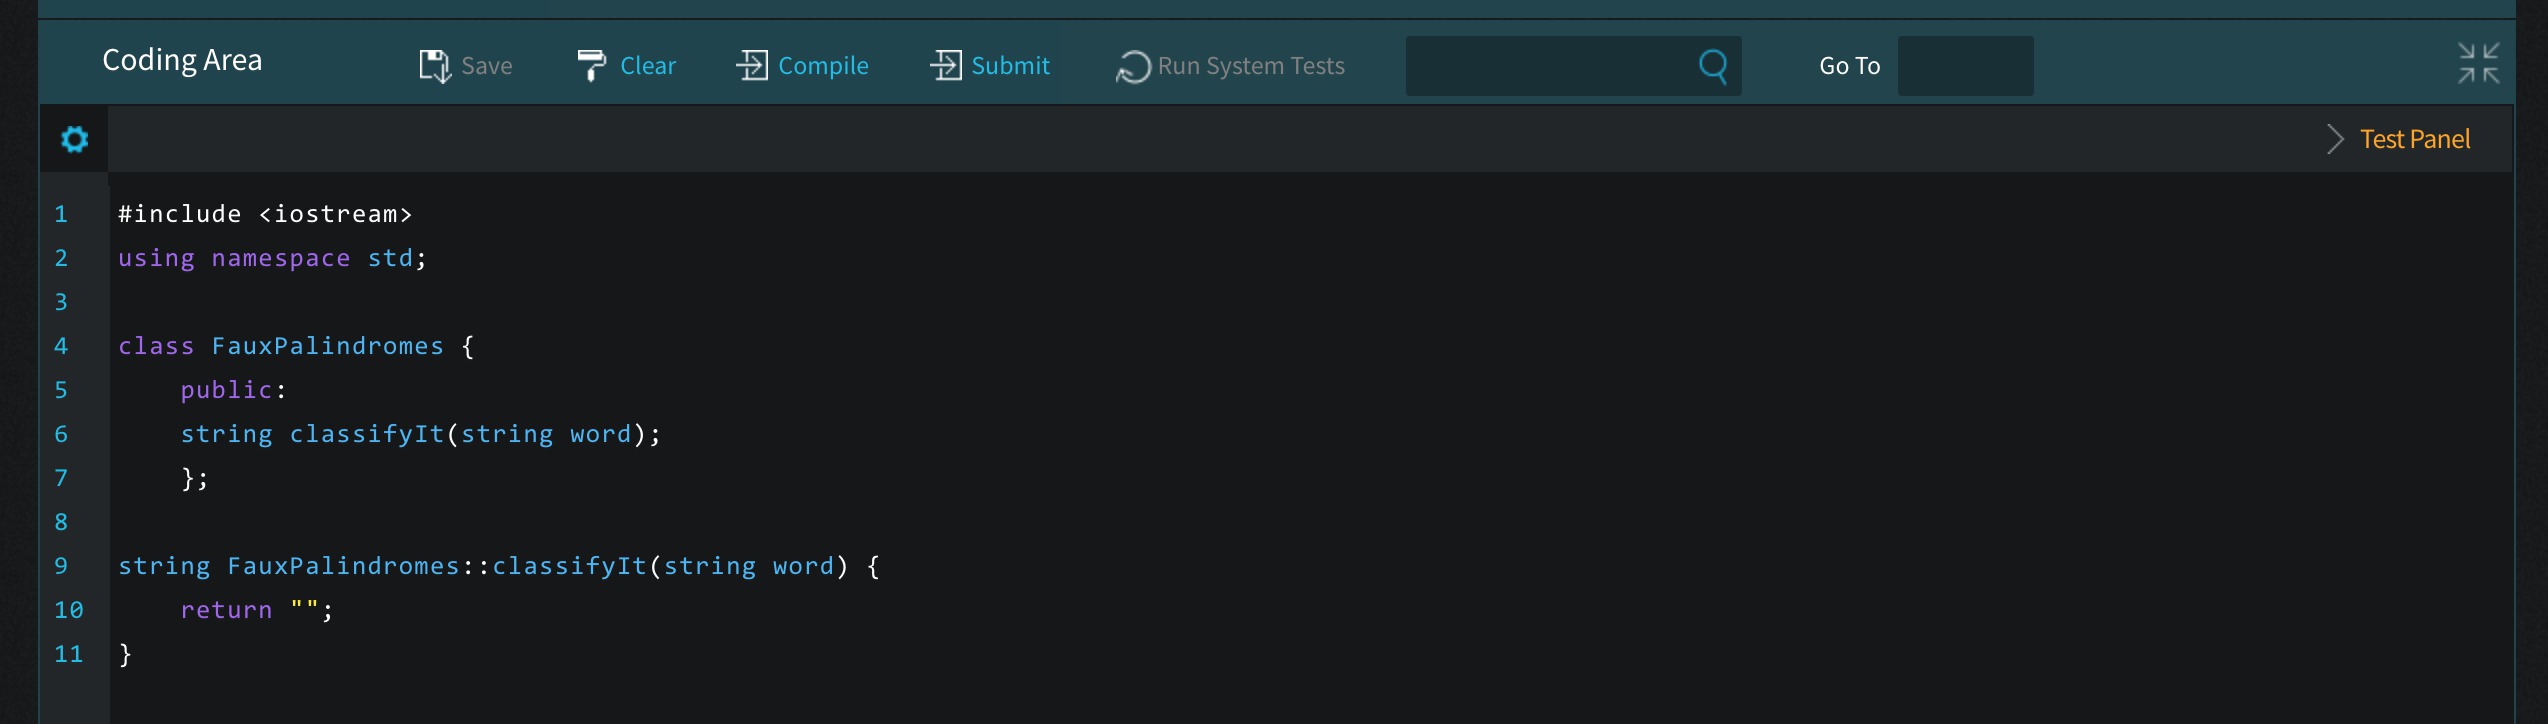 Coding Area Save Clear Compile Submit Run System Tests Go To
Test Panel
1 #include <iostream>
2 using namespace std;
3
4 class FauxPalindromes {
5     public:
6     string classifyIt(string word);
7     };
8
9 string FauxPalindromes::classifyIt(string word) {
10     return "";
11 }